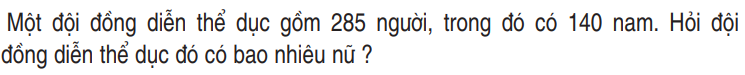 Một đội đồng diễn thể dục gồm 285 người, trong đó có 140 nam. Hỏi đội
đồng diễn thể dục đó có bao nhiêu nữ ?